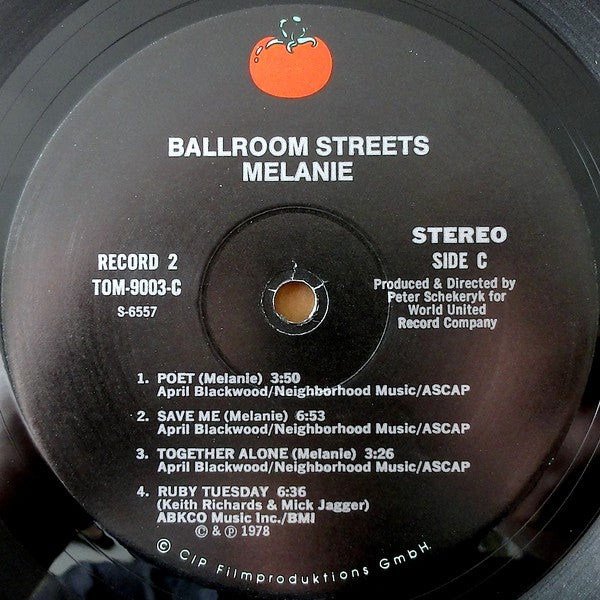 BALLROOM STREETS
MELANIE
RECORD 2
TOM-9003-C
S-6557
STEREO
SIDE C
Produced & Directed by
Peter Schekeryk for
World United
Record Company
1. POET (Melanie) 3:50
April Blackwood/Neighborhood Music/ASCAP
2. SAVE ME (Melanie) 6:53
April Blackwood/Neighborhood Music/ASCAP
3. TOGETHER ALONE (Melanie) 3:26
April Blackwood/Neighborhood Music/ASCAP
4. RUBY TUESDAY 6:36
(Keith Richards & Mick Jagger)
ABKCO Music Inc./BMI
© & ℗ 1978
© CIP Filmproduktions GmbH.